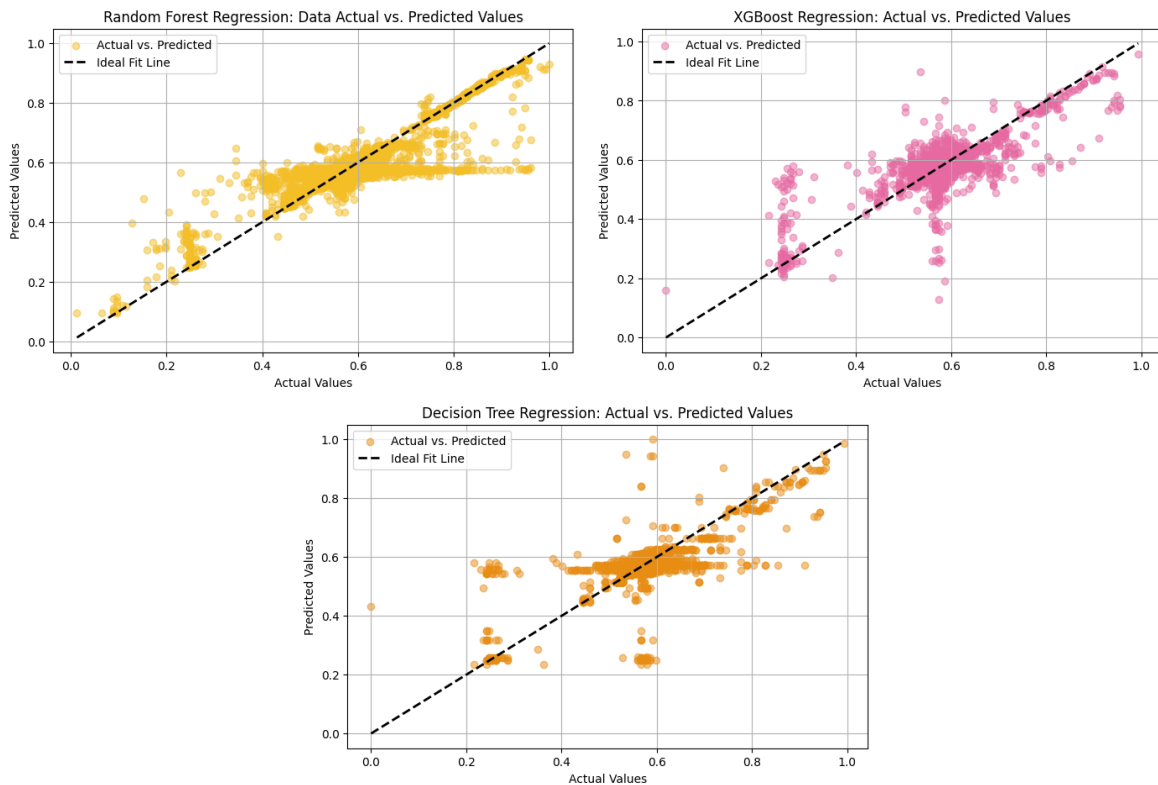 Random Forest Regression: Data Actual vs. Predicted Values
Actual vs. Predicted
Ideal Fit Line
1.0
0.8
0.6
0.4
0.2
0.0
Predicted Values
0.0 0.2 0.4 0.6 0.8 1.0
Actual Values
XGBoost Regression: Actual vs. Predicted Values
Actual vs. Predicted
Ideal Fit Line
1.0
0.8
0.6
0.4
0.2
0.0
Predicted Values
0.0 0.2 0.4 0.6 0.8 1.0
Actual Values
Decision Tree Regression: Actual vs. Predicted Values
Actual vs. Predicted
Ideal Fit Line
1.0
0.8
0.6
0.4
0.2
0.0
Predicted Values
0.0 0.2 0.4 0.6 0.8 1.0
Actual Values